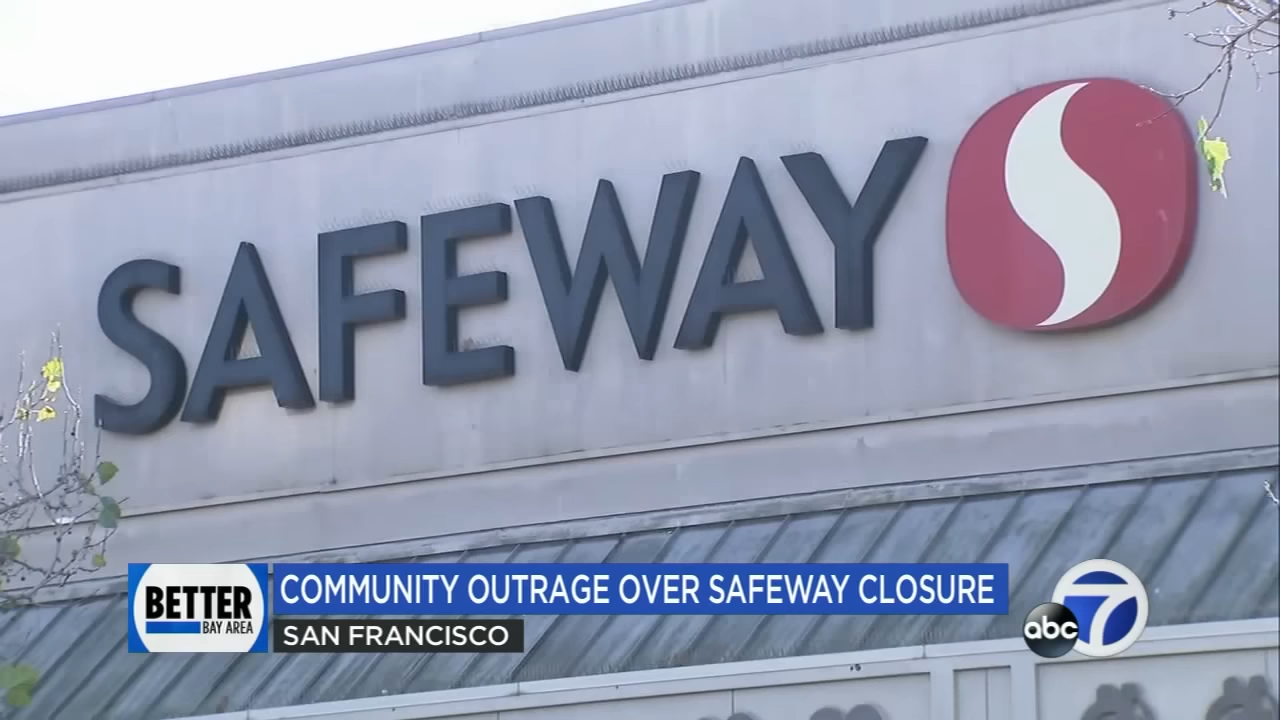 SAFEWAY
BETTER
BAY AREA
COMMUNITY OUTRAGE OVER SAFEWAY CLOSURE
SAN FRANCISCO
abc 7